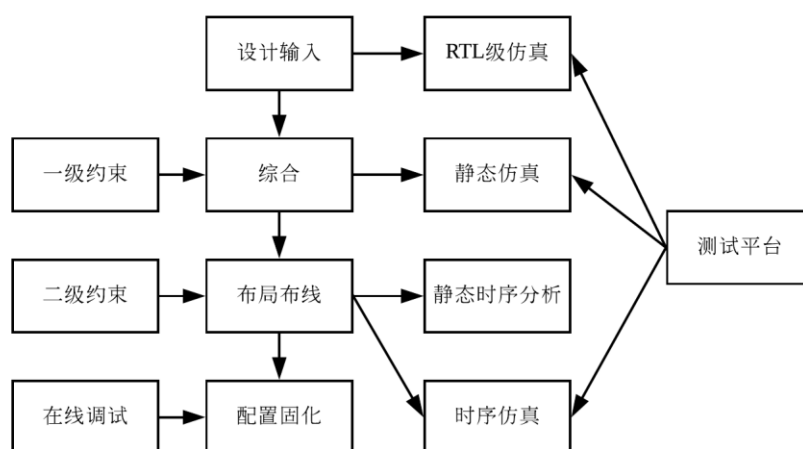 设计输入
RTL级仿真
一级约束
综合
静态仿真
测试平台
二级约束
布局布线
静态时序分析
在线调试
配置固化
时序仿真